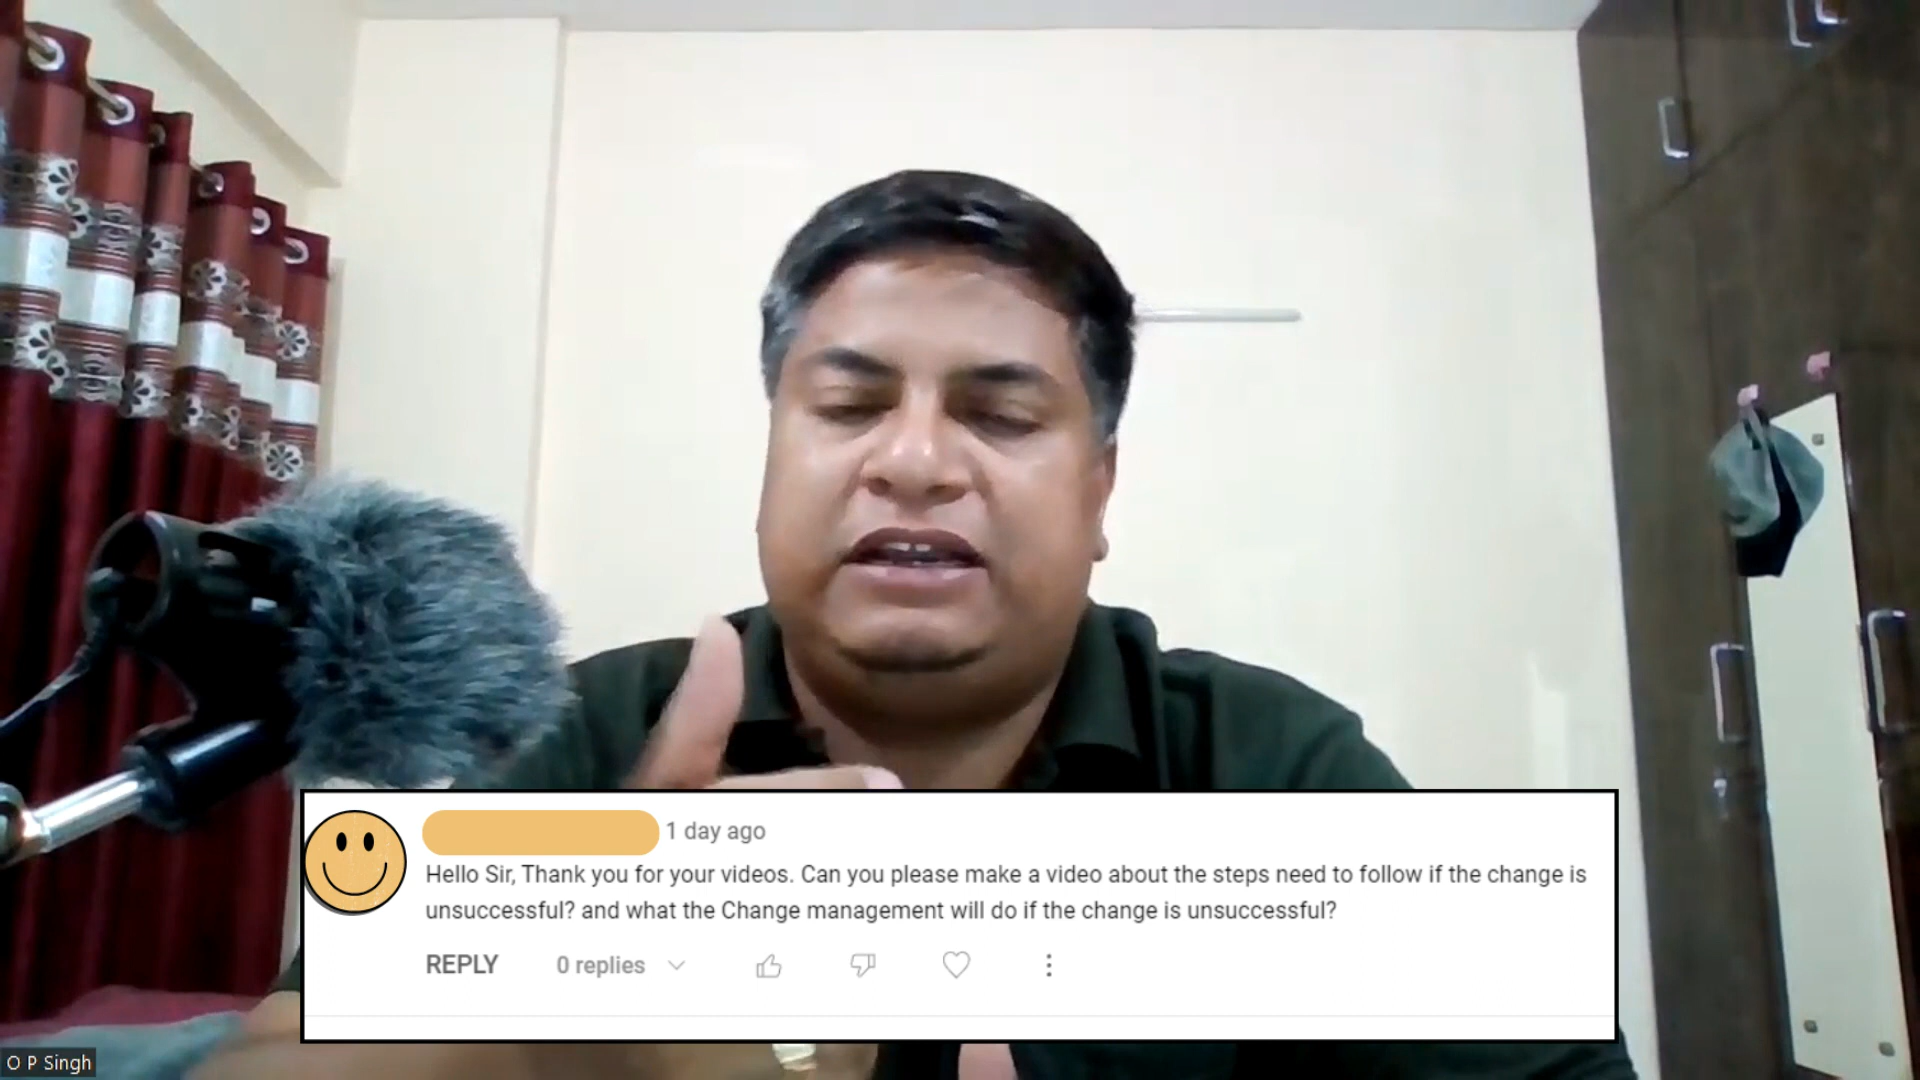 1 day ago
Hello Sir, Thank you for your videos. Can you please make a video about the steps need to follow if the change is
unsuccessful? and what the Change management will do if the change is unsuccessful?
REPLY 0 replies
O P Singh